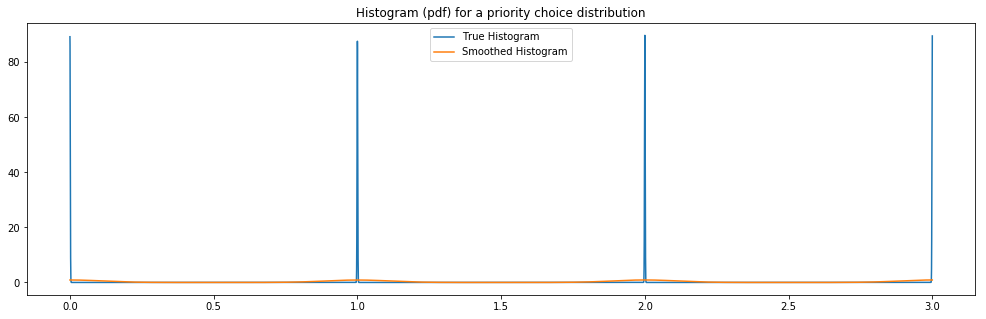 Histogram (pdf) for a priority choice distribution
True Histogram
Smoothed Histogram
80
60
40
20
0
0.0 0.5 1.0 1.5 2.0 2.5 3.0